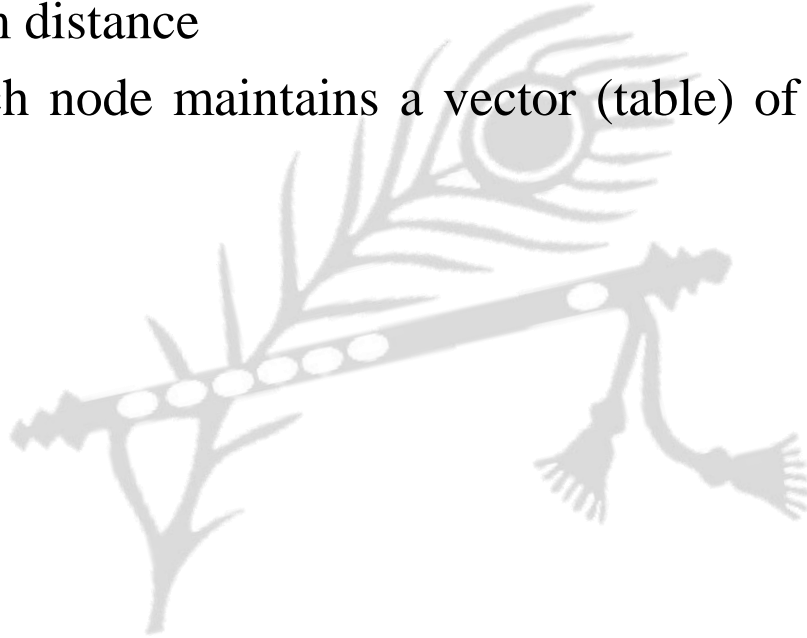 distance
node maintains a vector (table) of